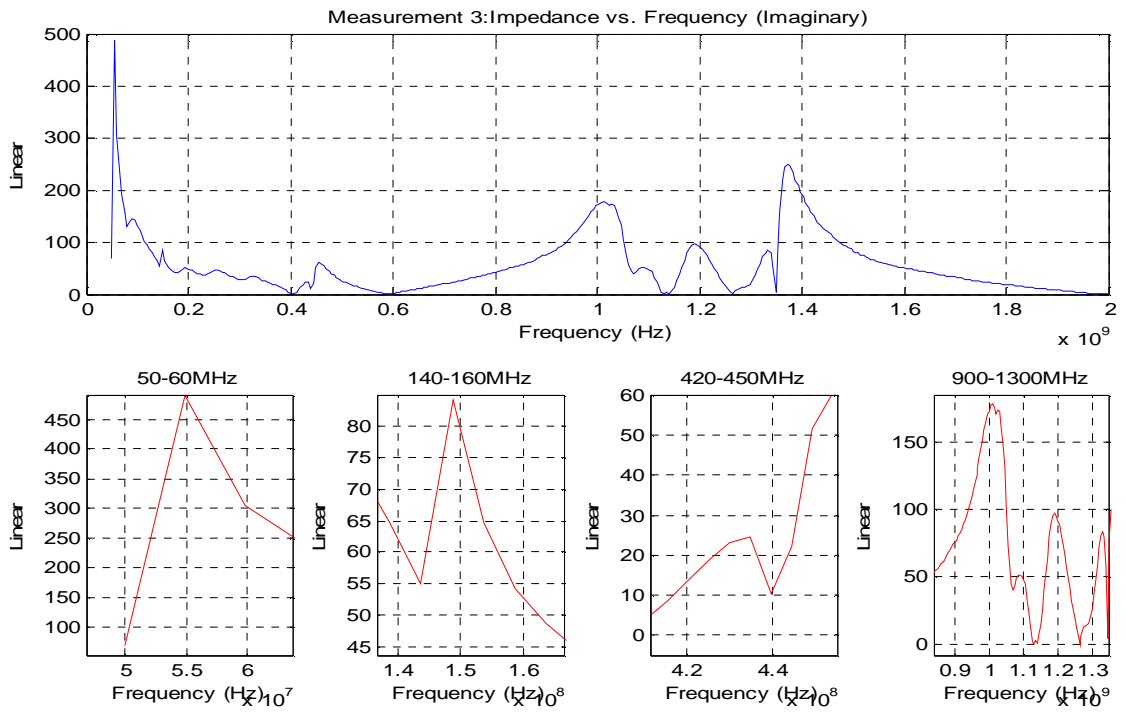 Measurement 3:Impedance vs. Frequency (Imaginary)
500
400
300
200
100
0
Linear
0 0.2 0.4 0.6 0.8 1 1.2 1.4 1.6 1.8 2
Frequency (Hz)
x 10^9
50-60MHz
450
400
350
300
250
200
150
100
Linear
5 5.5 6
Frequency (Hz)
x 10^7
140-160MHz
80
75
70
65
60
55
50
45
Linear
1.4 1.5 1.6
Frequency (Hz)
x 10^8
420-450MHz
60
50
40
30
20
10
0
Linear
4.2 4.4
Frequency (Hz)
x 10^8
900-1300MHz
150
100
50
0
Linear
0.9 1 1.1 1.2 1.3
Frequency (Hz)
x 10^9